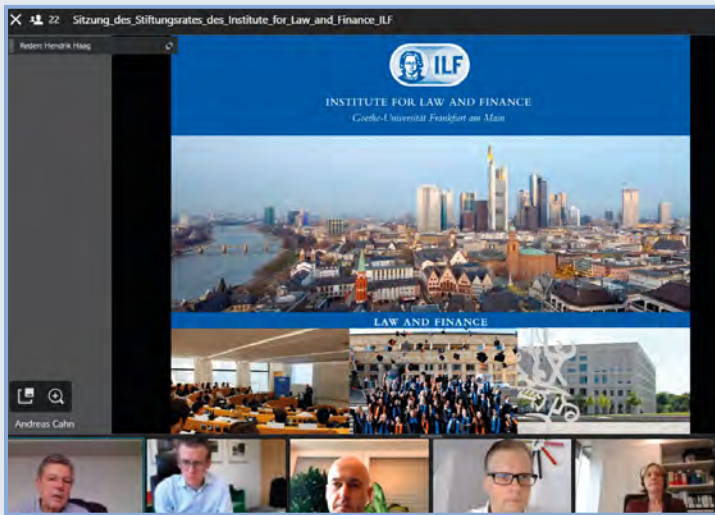 22 Sitzung_des_Stiftungsrates_des_Institute_for_Law_and_Finance_ILF
Reden: Hendrik Haag
ILF
INSTITUTE FOR LAW AND FINANCE
Goethe-Universität Frankfurt am Main
LAW AND FINANCE
Andreas Cahn